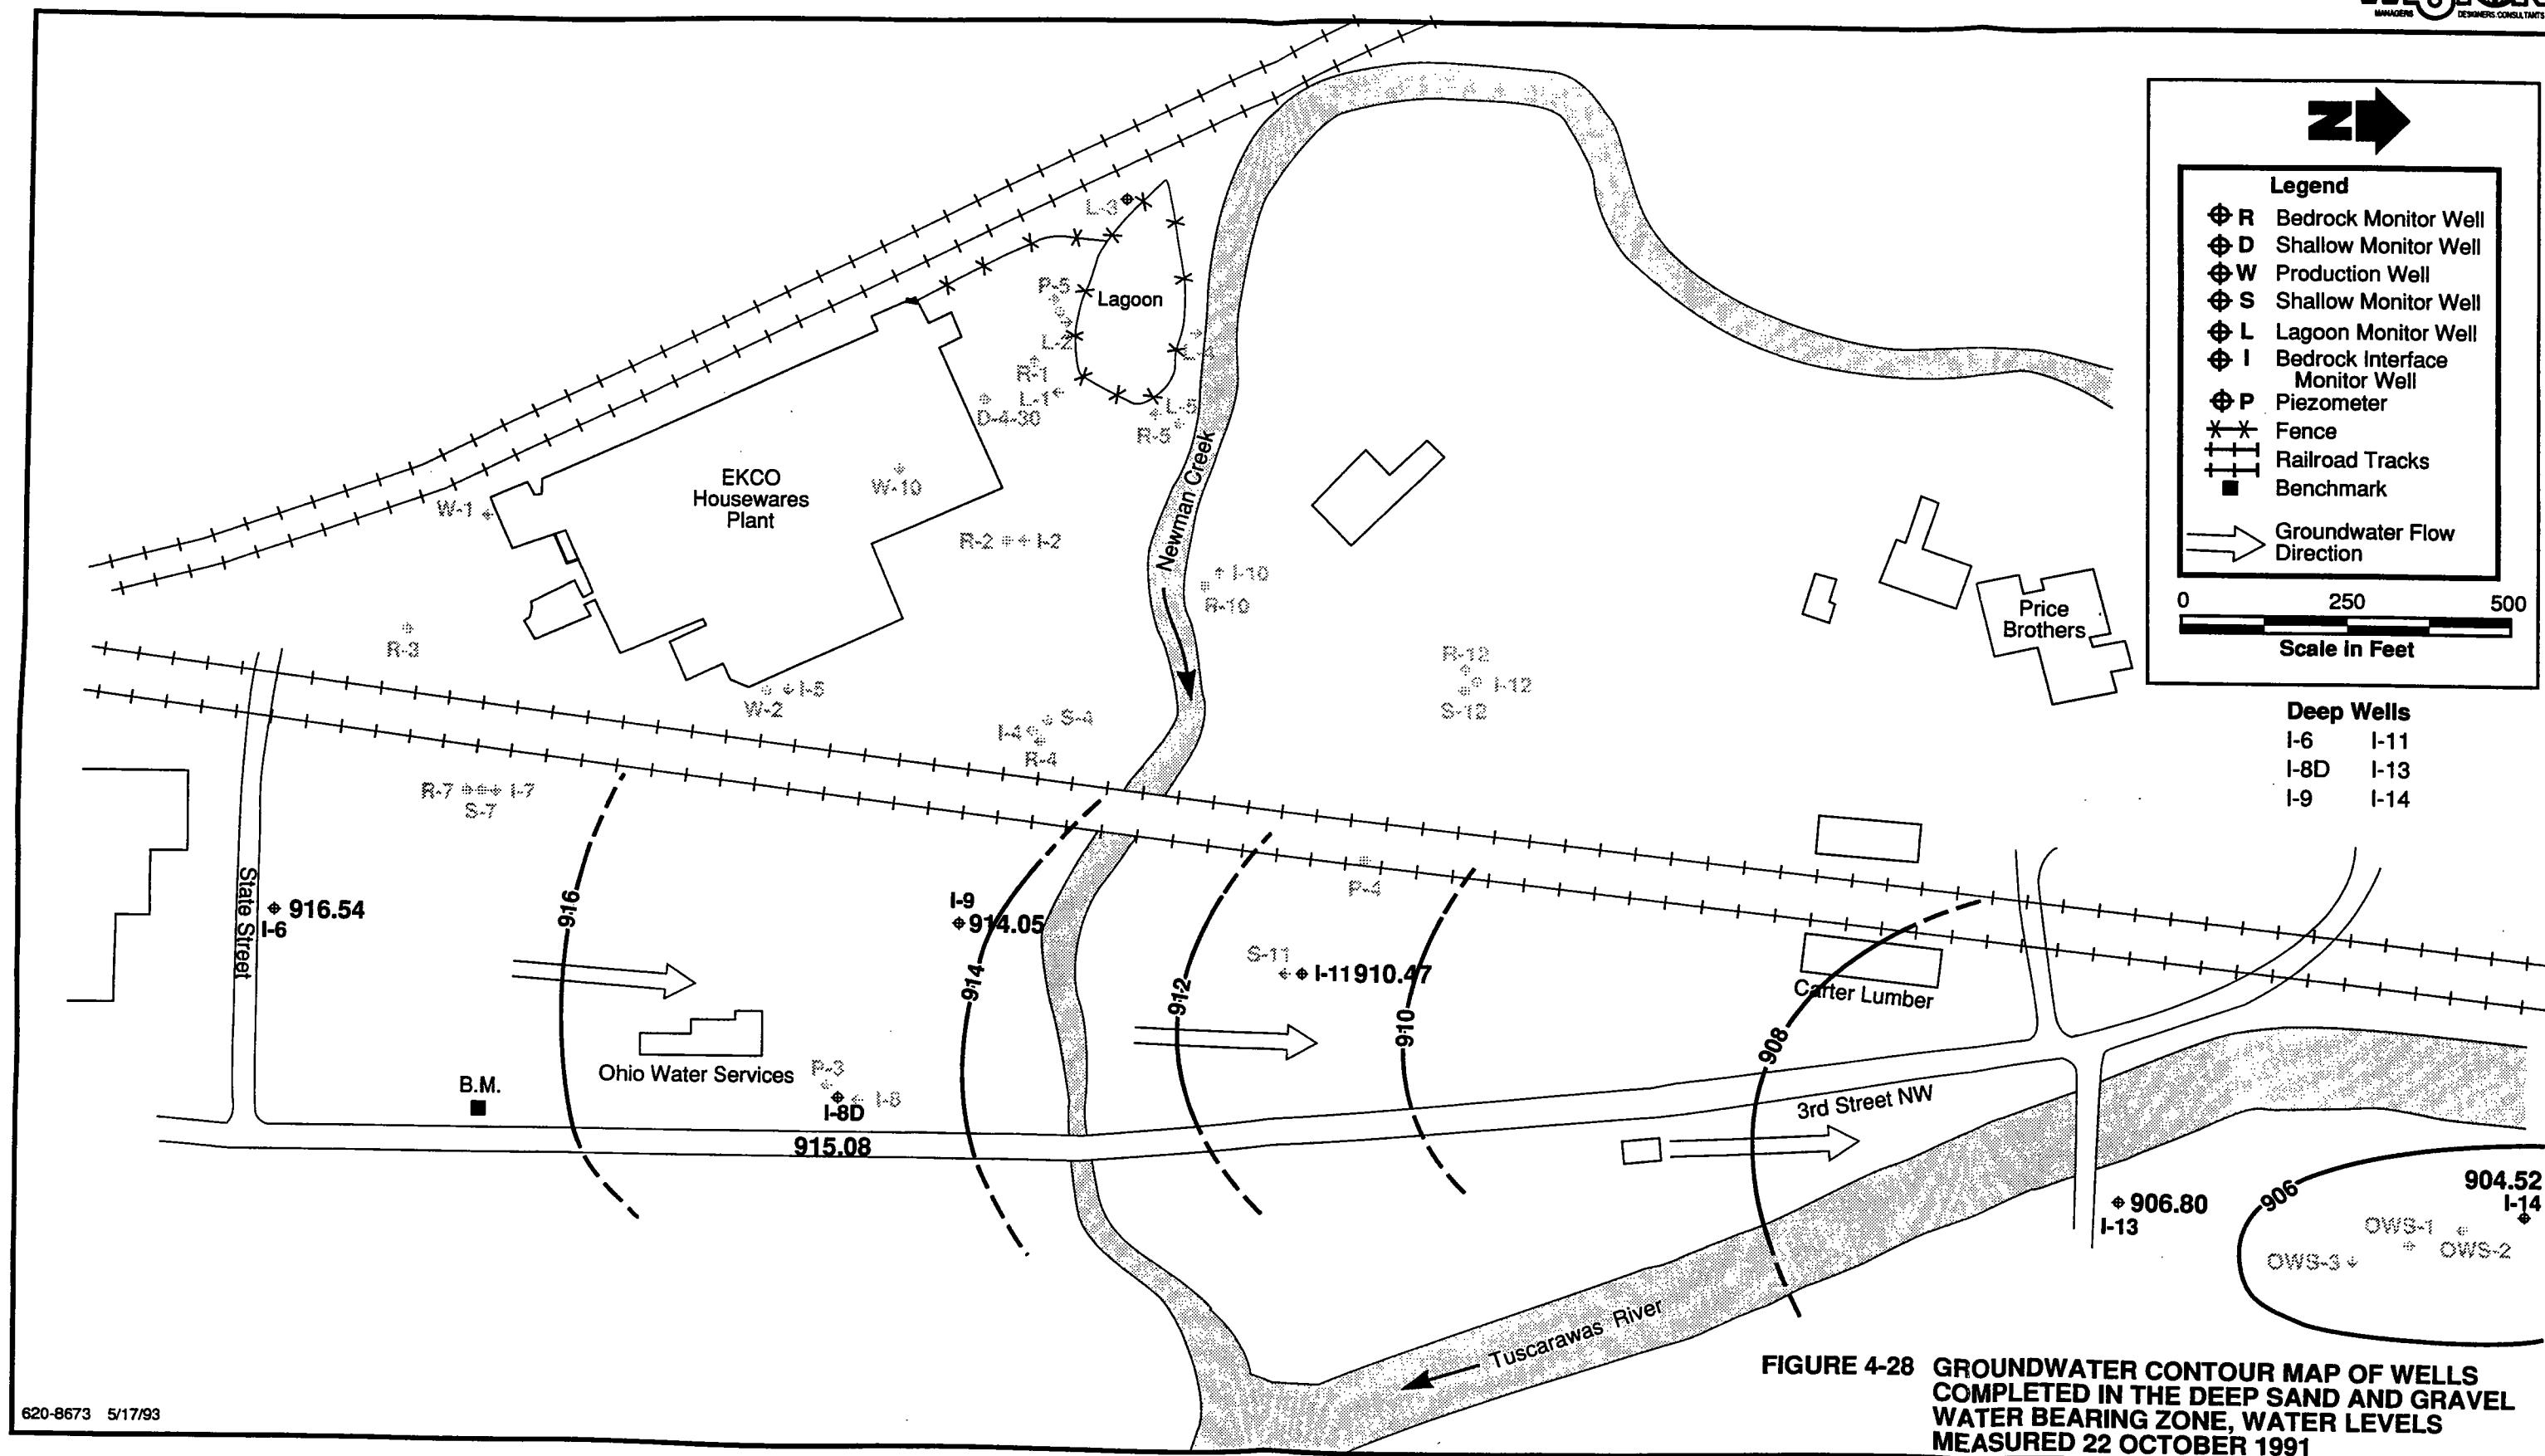 MANAGERS
DESIGNERS/CONSULTANTS
N
Legend
R Bedrock Monitor Well
D Shallow Monitor Well
W Production Well
S Shallow Monitor Well
L Lagoon Monitor Well
I Bedrock Interface
Monitor Well
P Piezometer
Fence
Railroad Tracks
Benchmark
Groundwater Flow
Direction
0 250 500
Scale in Feet
Deep Wells
I-6 I-11
I-8D I-13
I-9 I-14
L-3
P-5
Lagoon
L-2
L-4
R-1
L-1
D-4-30
L-5
R-5
EKCO
Housewares
Plant
W-10
W-1
Newman Creek
R-2 I-2
I-10
R-10
Price
Brothers
R-3
R-12
I-12
S-12
I-5
W-2
I-4 S-4
R-4
R-7 I-7
S-7
State Street
916.54
I-6
916
I-9
914.05
914
P-4
S-11
I-11 910.47
912
910
908
Carter Lumber
Ohio Water Services
B.M.
P-3
I-8D I-8
915.08
3rd Street NW
906.80
I-13
906
904.52
I-14
OWS-1
OWS-2
OWS-3
Tuscarawas River
FIGURE 4-28 GROUNDWATER CONTOUR MAP OF WELLS
COMPLETED IN THE DEEP SAND AND GRAVEL
WATER BEARING ZONE, WATER LEVELS
MEASURED 22 OCTOBER 1991
620-8673 5/17/93